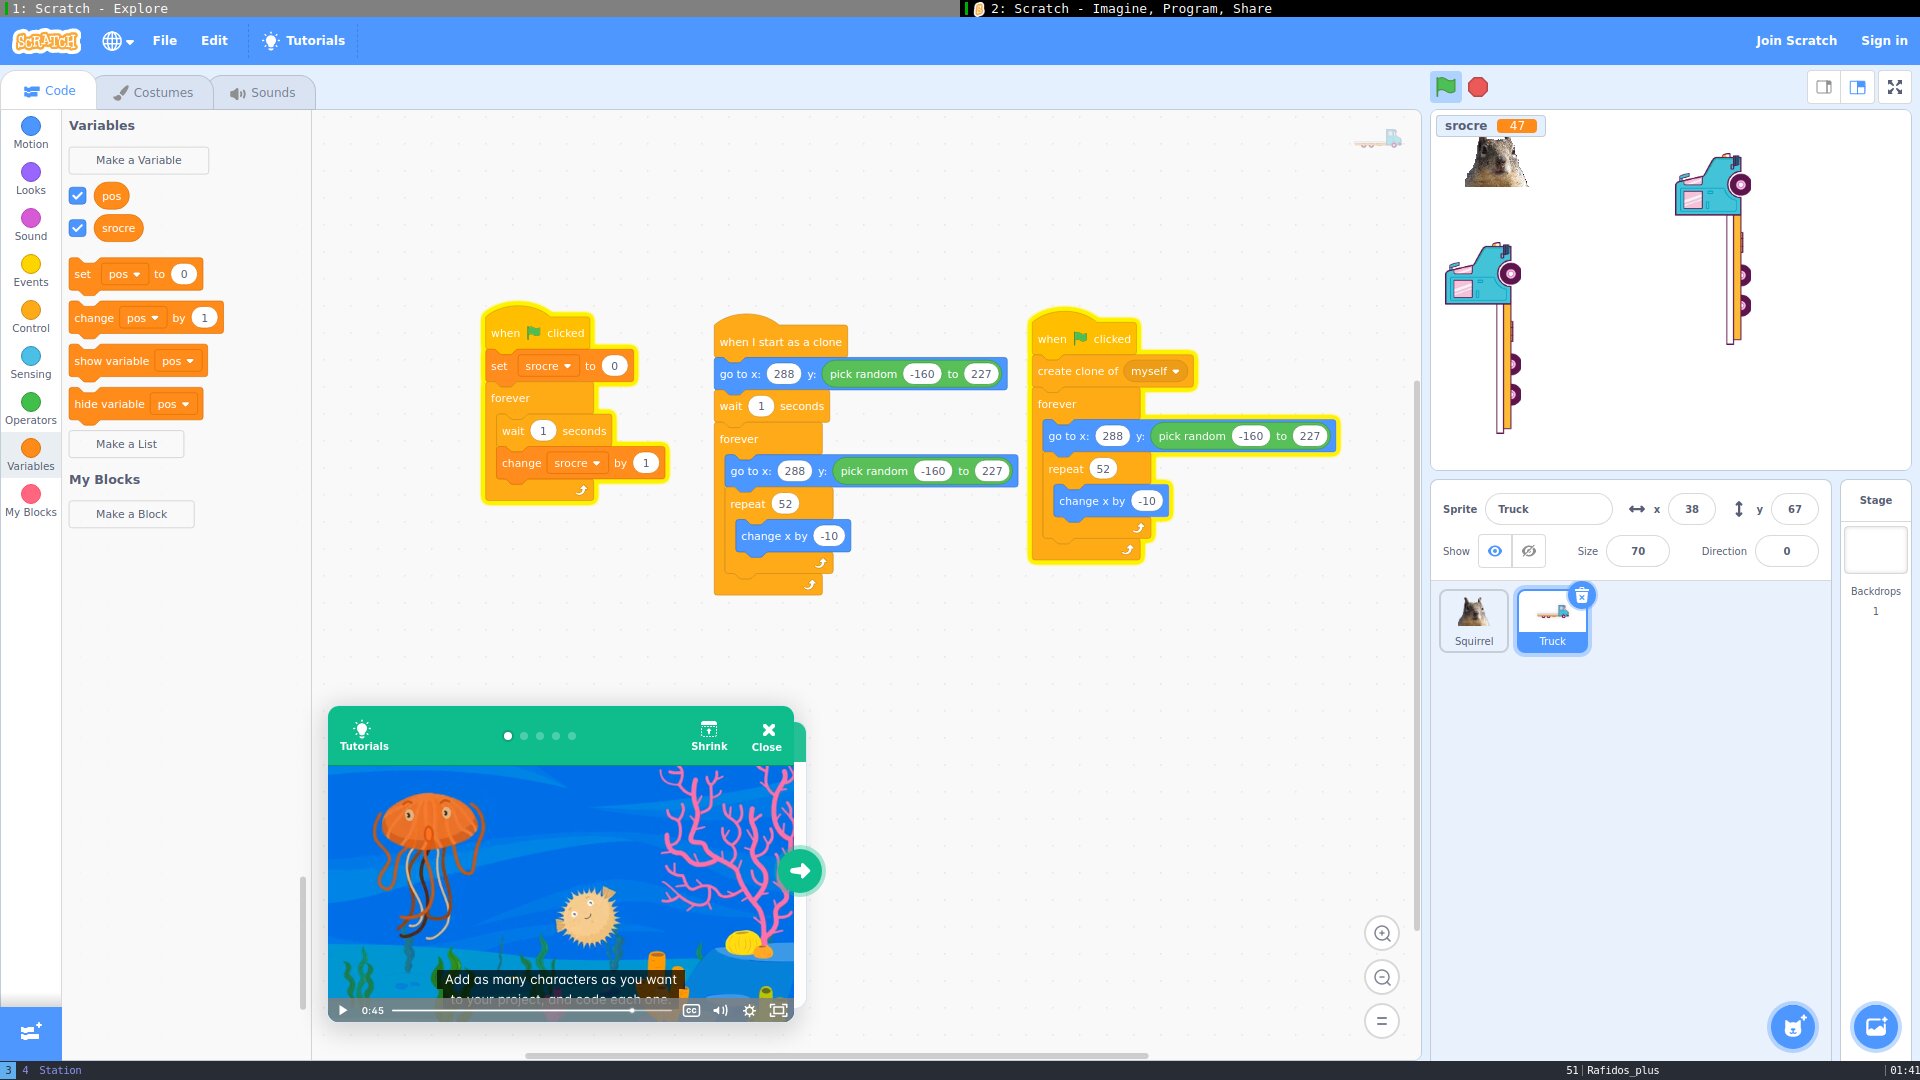 1: Scratch - Explore
2: Scratch - Imagine, Program, Share
SCRATCH
File
Edit
Tutorials
Join Scratch
Sign in
Code
Costumes
Sounds
Motion
Looks
Sound
Events
Control
Sensing
Operators
Variables
My Blocks
Variables
Make a Variable
pos
srocre
set pos to 0
change pos by 1
show variable pos
hide variable pos
Make a List
My Blocks
Make a Block
when clicked
set srocre to 0
forever
wait 1 seconds
change srocre by 1
when I start as a clone
go to x: 288 y: pick random -160 to 227
wait 1 seconds
forever
go to x: 288 y: pick random -160 to 227
repeat 52
change x by -10
when clicked
create clone of myself
forever
go to x: 288 y: pick random -160 to 227
repeat 52
change x by -10
Tutorials
Shrink
Close
Add as many characters as you want
to your project, and code each one.
0:45
CC
srocre 47
Sprite Truck x 38 y 67
Show Size 70 Direction 0
Squirrel
Truck
Stage
Backdrops
1
3 4 Station
51 Rafidos_plus 01:41